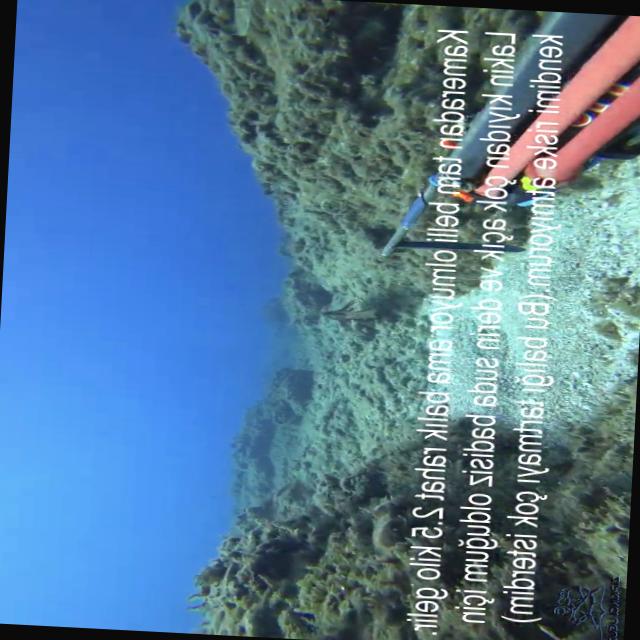 Kameradan tam belli olmuyor ama balık rahat 2.5 kilo gelir.
Lakin kıyıdan çok açık ve derin suda badisiz olduğum için
Kendimi riske atmıyorum (Bu balığı tarmayı çok isterdim)